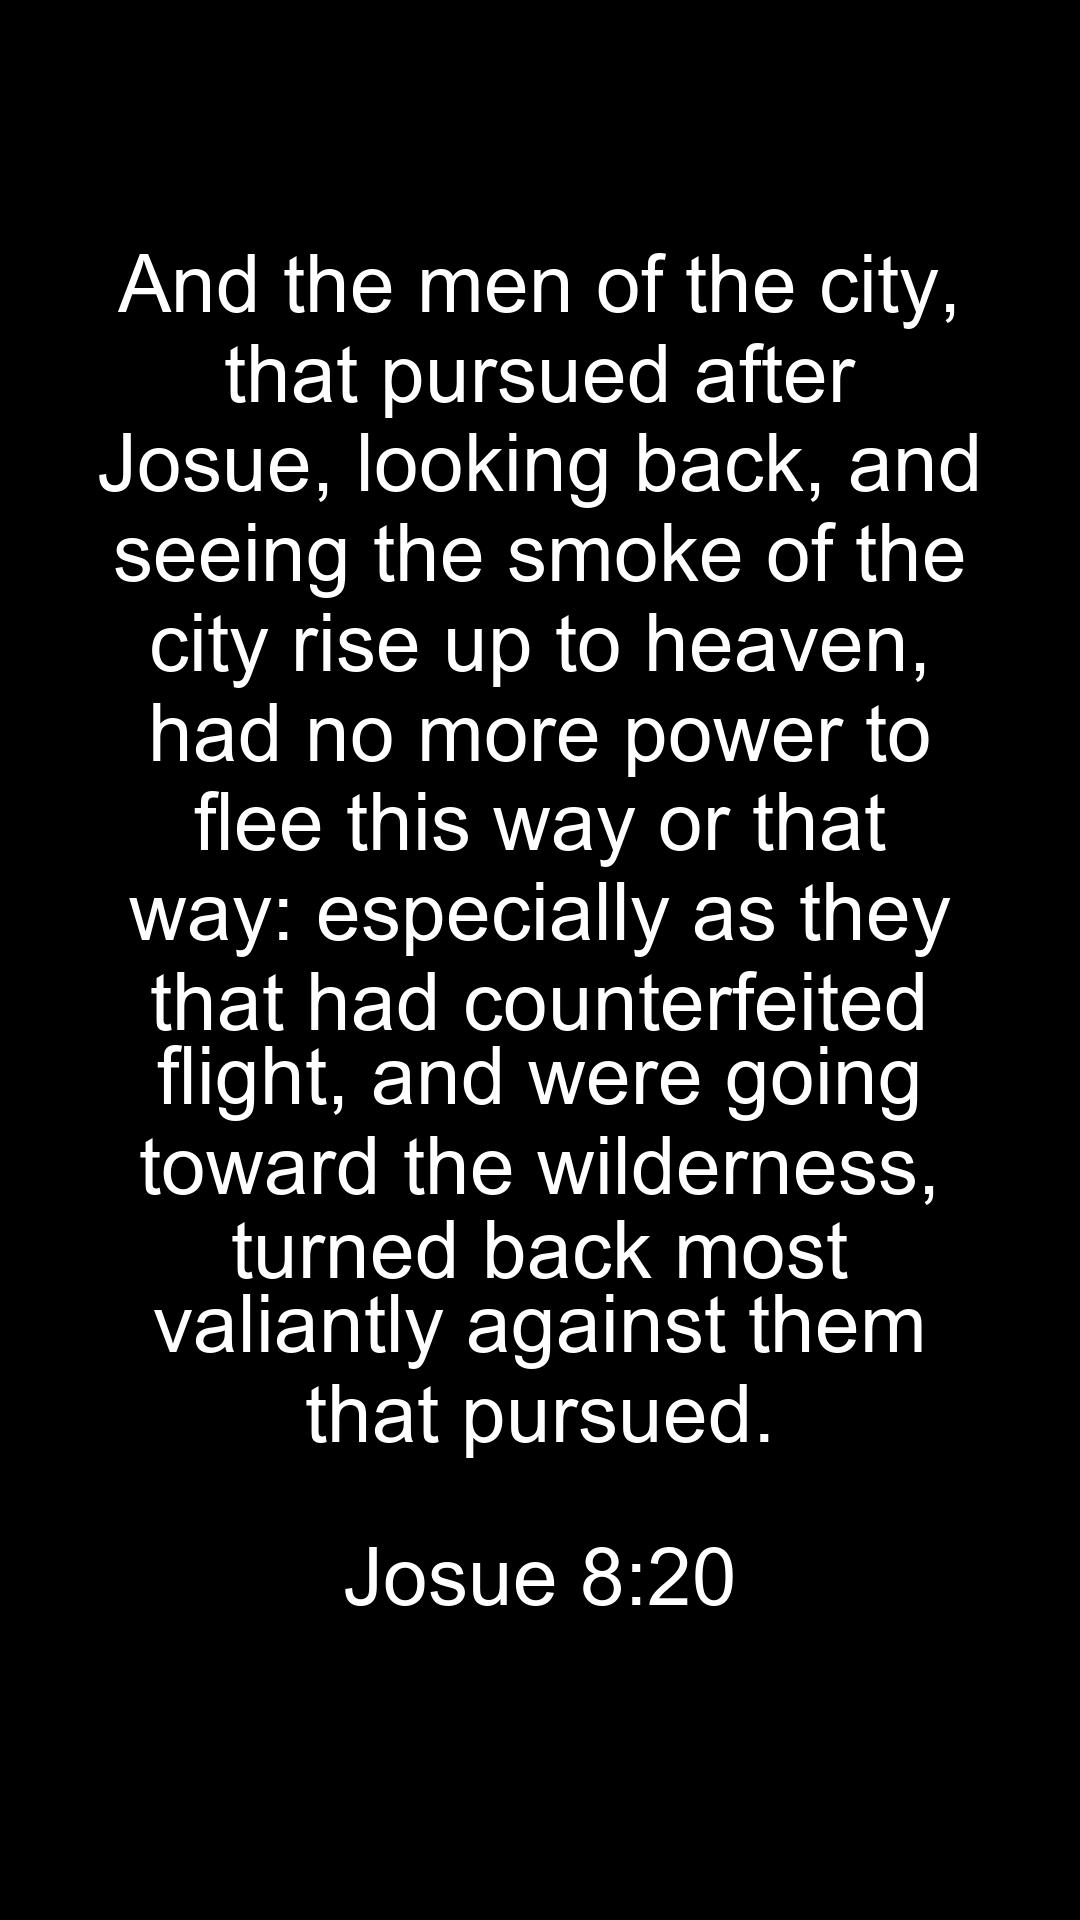 And the men of the city,
that pursued after
Josue, looking back, and
seeing the smoke of the
city rise up to heaven,
had no more power to
flee this way or that
way: especially as they
that had counterfeited
flight, and were going
toward the wilderness,
turned back most
valiantly against them
that pursued.
Josue 8:20